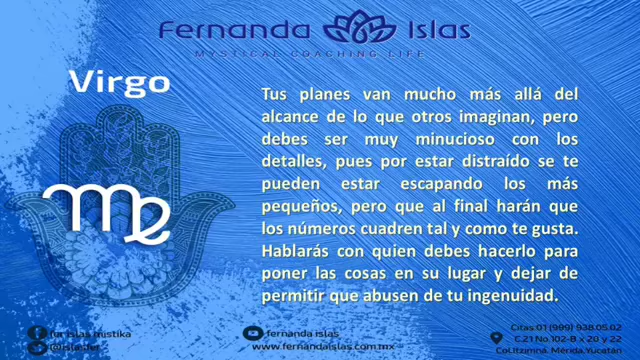 Fernanda Islas
MYSTICAL COACHING LIFE
Virgo
Tus planes van mucho más allá del
alcance de lo que otros imaginan, pero
debes ser muy minucioso con los
detalles, pues por estar distraído se te
pueden estar escapando los más
pequeños, pero que al final harán que
los números cuadren tal y como te gusta.
Hablarás con quien debes hacerlo para
poner las cosas en su lugar y dejar de
permitir que abusen de tu ingenuidad.
fer islas mistika
fernanda islas
www.fernandaislas.com.mx
Citas:01 (999) 938.05.02
C.21 No.102-B x 20 y 22
Col.Itzimná. Mérida,Yucatán